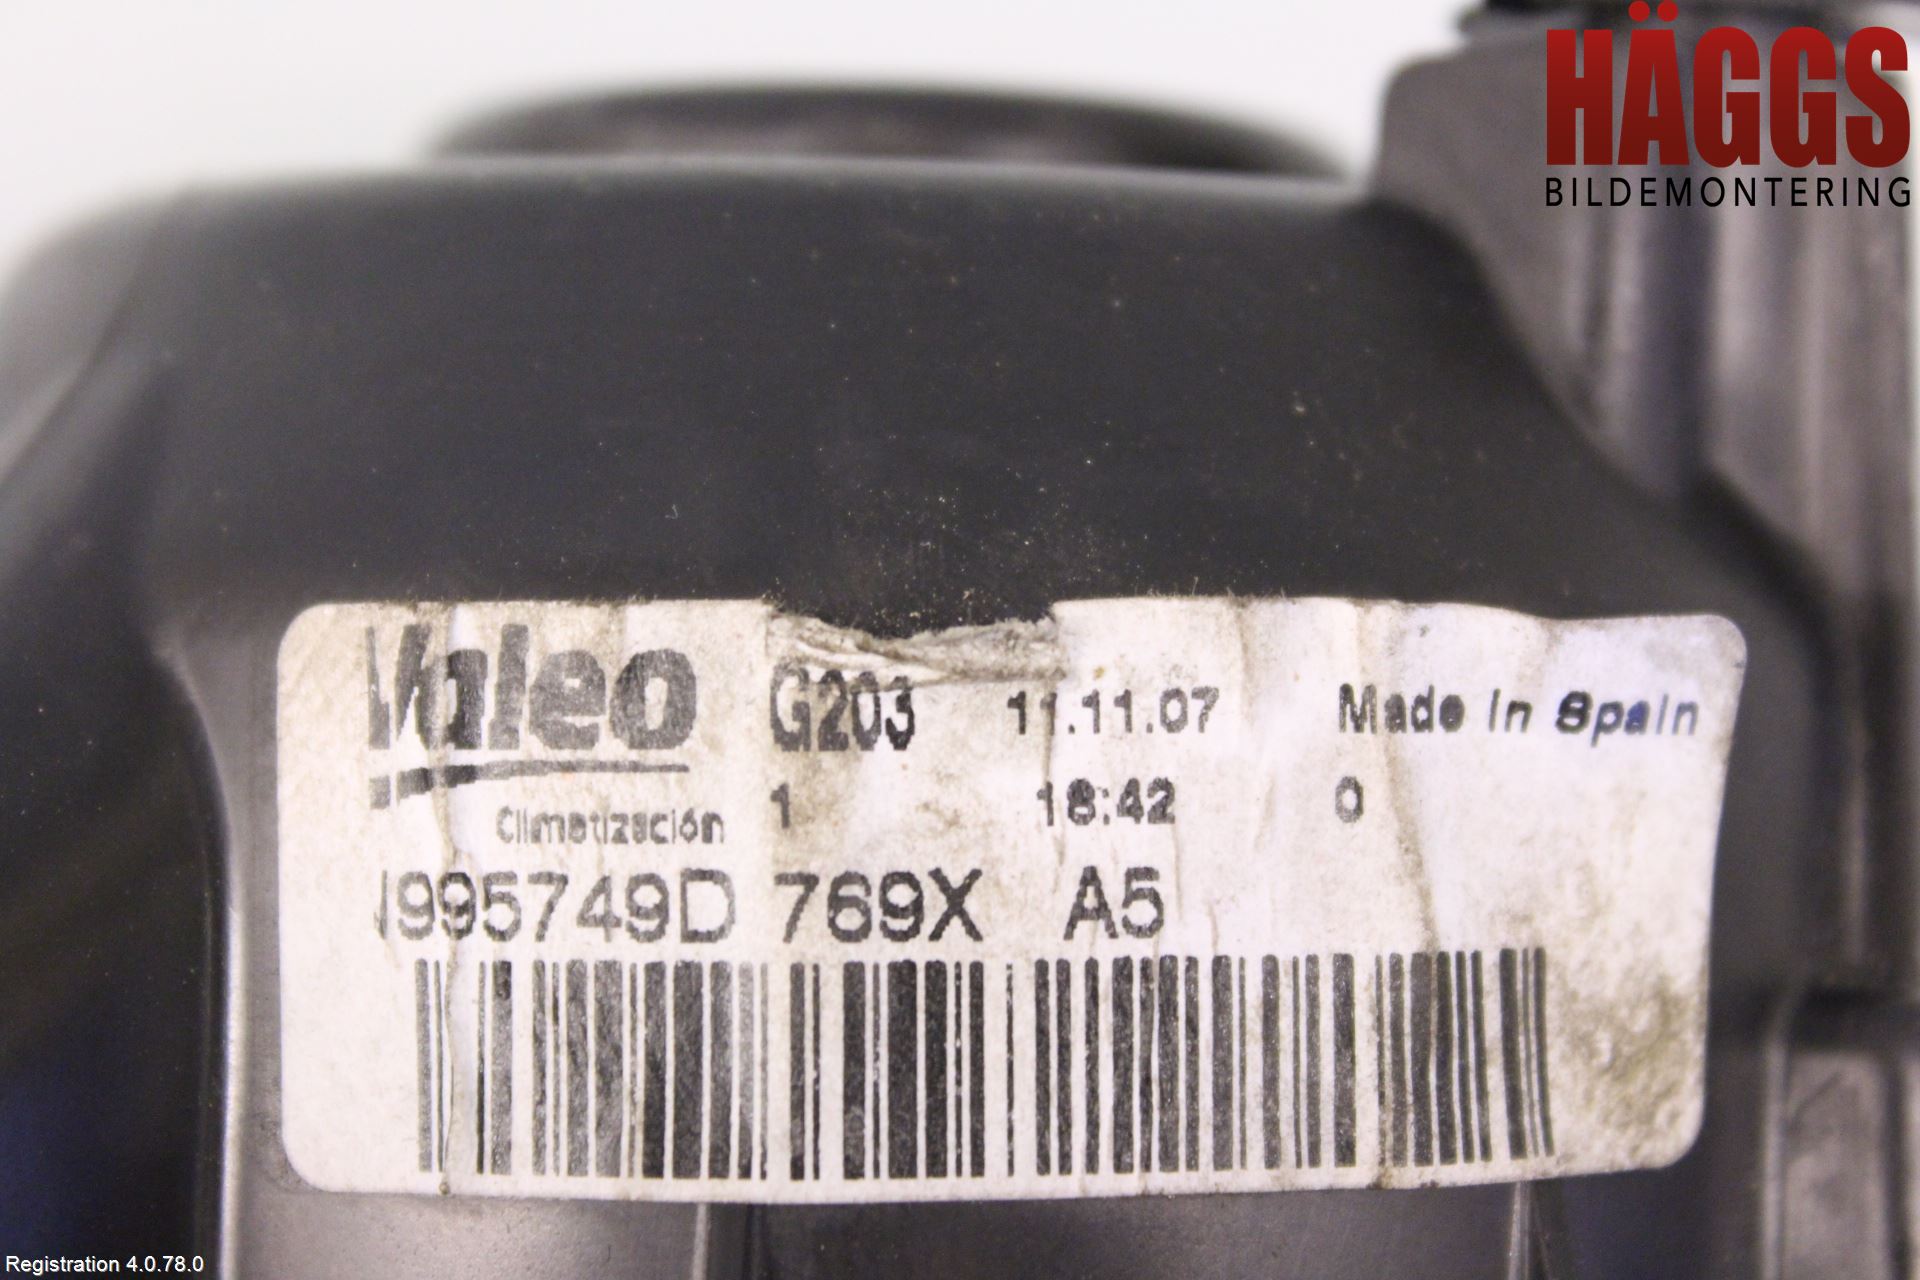 HÄGGS
BILDEMONTERING
Valeo G203 11.11.07 Made in Spain
Climatización 1 18:42 0
995749D 769X A5
Registration 4.0.78.0